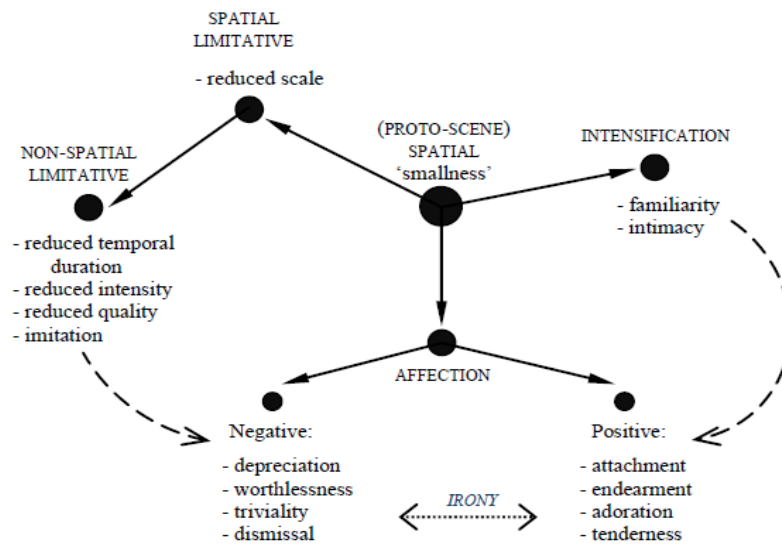 SPATIAL
LIMITATIVE
- reduced scale
(PROTO-SCENE)
SPATIAL
‘smallness’
INTENSIFICATION
- familiarity
- intimacy
NON-SPATIAL
LIMITATIVE
- reduced temporal
duration
- reduced intensity
- reduced quality
- imitation
AFFECTION
Negative:
- depreciation
- worthlessness
- triviality
- dismissal
IRONY
Positive:
- attachment
- endearment
- adoration
- tenderness